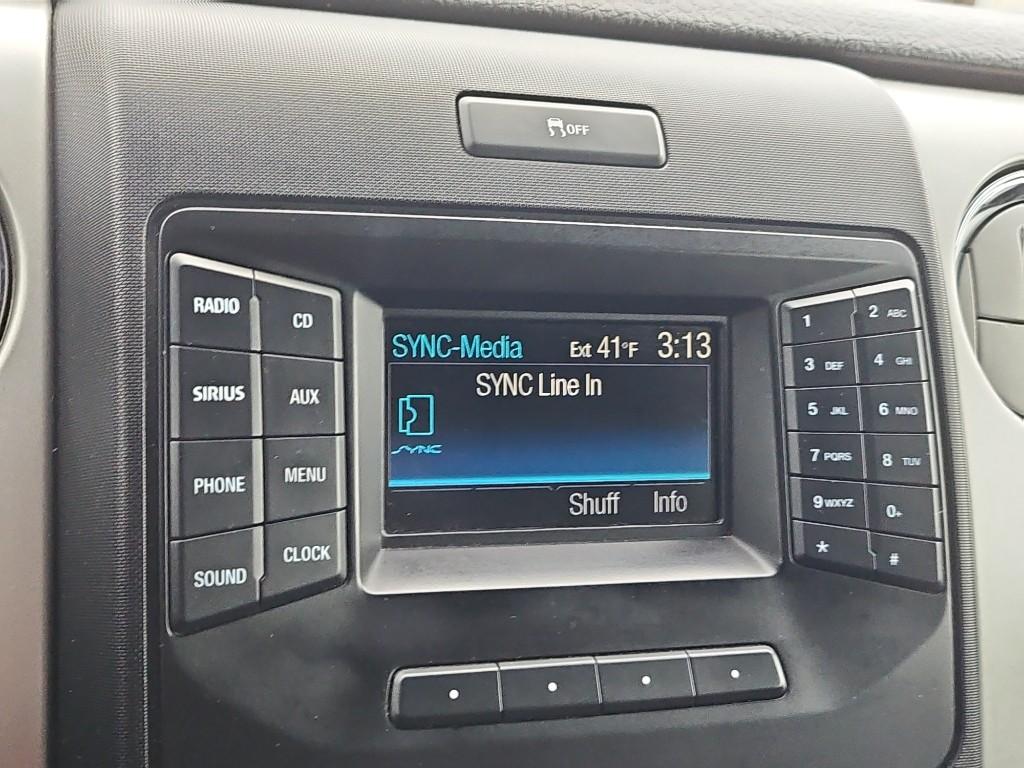 OFF
RADIO
CD
SIRIUS
AUX
PHONE
MENU
SOUND
CLOCK
SYNC-Media Ext 41°F 3:13
SYNC Line In
SYNC
Shuff Info
1 2 ABC
3 DEF 4 GHI
5 JKL 6 MNO
7 PQRS 8 TUV
9 WXYZ 0+
* #